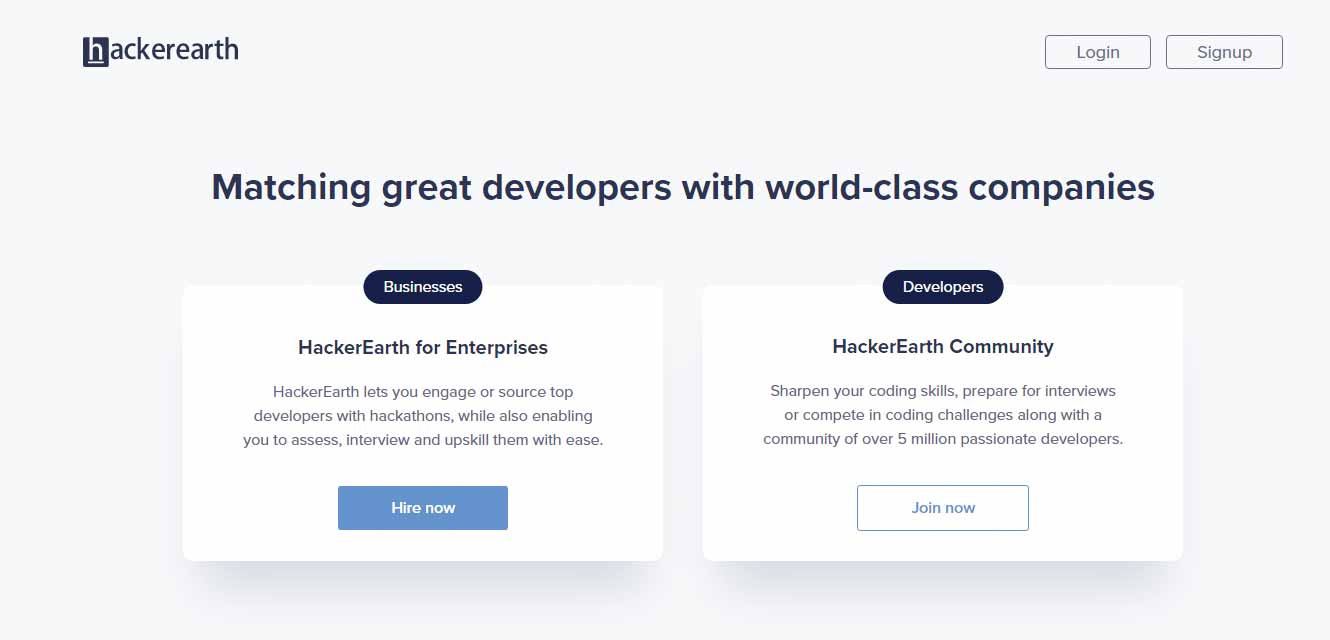 hackerearth
Login
Signup
Matching great developers with world-class companies
Businesses
HackerEarth for Enterprises
HackerEarth lets you engage or source top
developers with hackathons, while also enabling
you to assess, interview and upskill them with ease.
Hire now
Developers
HackerEarth Community
Sharpen your coding skills, prepare for interviews
or compete in coding challenges along with a
community of over 5 million passionate developers.
Join now